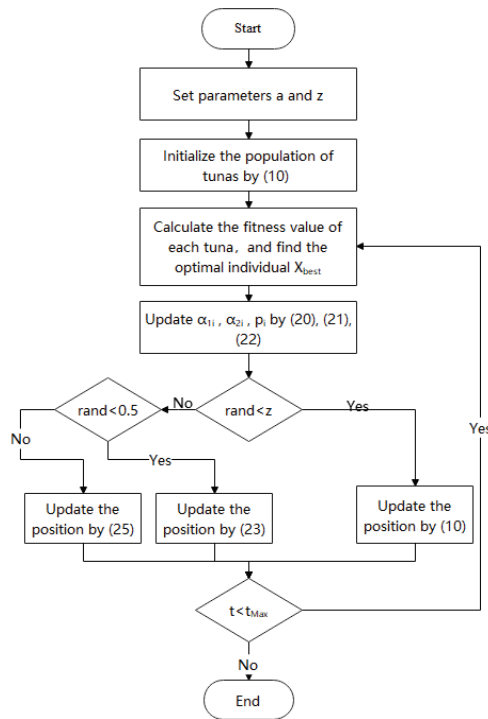 Start
Set parameters a and z
Initialize the population of
tunas by (10)
Calculate the fitness value of
each tuna, and find the
optimal individual Xbest
Update α1i , α2i , pi by (20), (21),
(22)
rand<0.5
No
rand<z
Yes
Yes
No
Yes
Update the
position by (25)
Update the
position by (23)
Update the
position by (10)
t<tMax
No
End